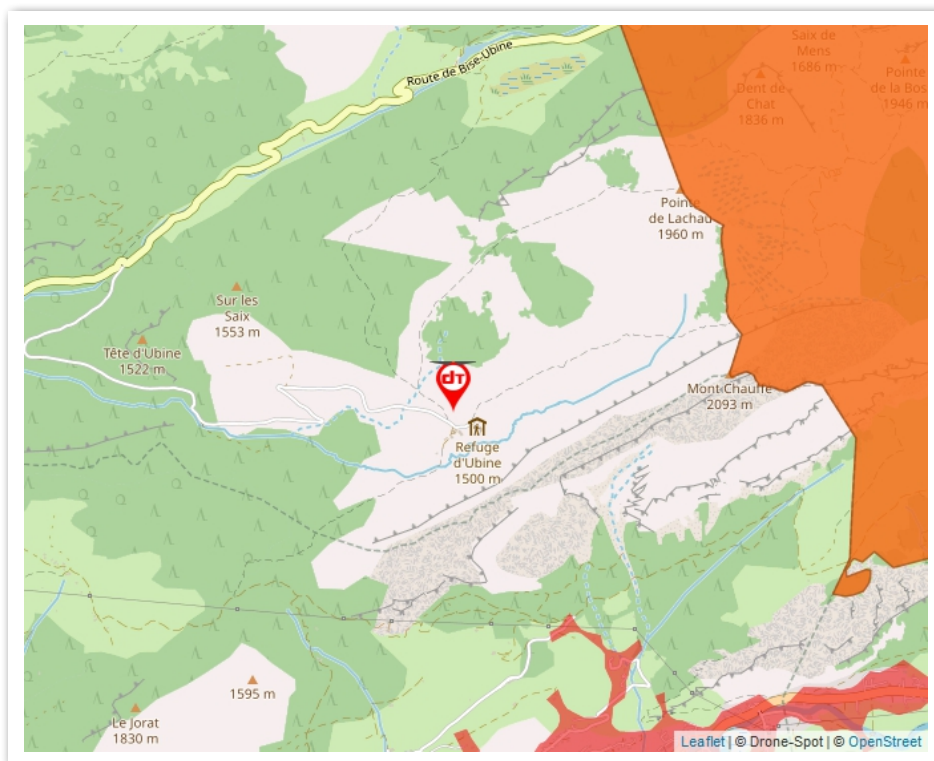 Saix de
Mens
1686 m
Route de Bise-Ubine
Dent de
Chat
1836 m
Pointe
de la Bos
1946 m
Pointe
de Lachau
1960 m
Sur les
Saix
1553 m
Tête d'Ubine
1522 m
dT
Mont Chauffe
2093 m
Refuge
d'Ubine
1500 m
1595 m
Le Jorat
1830 m
Leaflet | © Drone-Spot | © OpenStreet